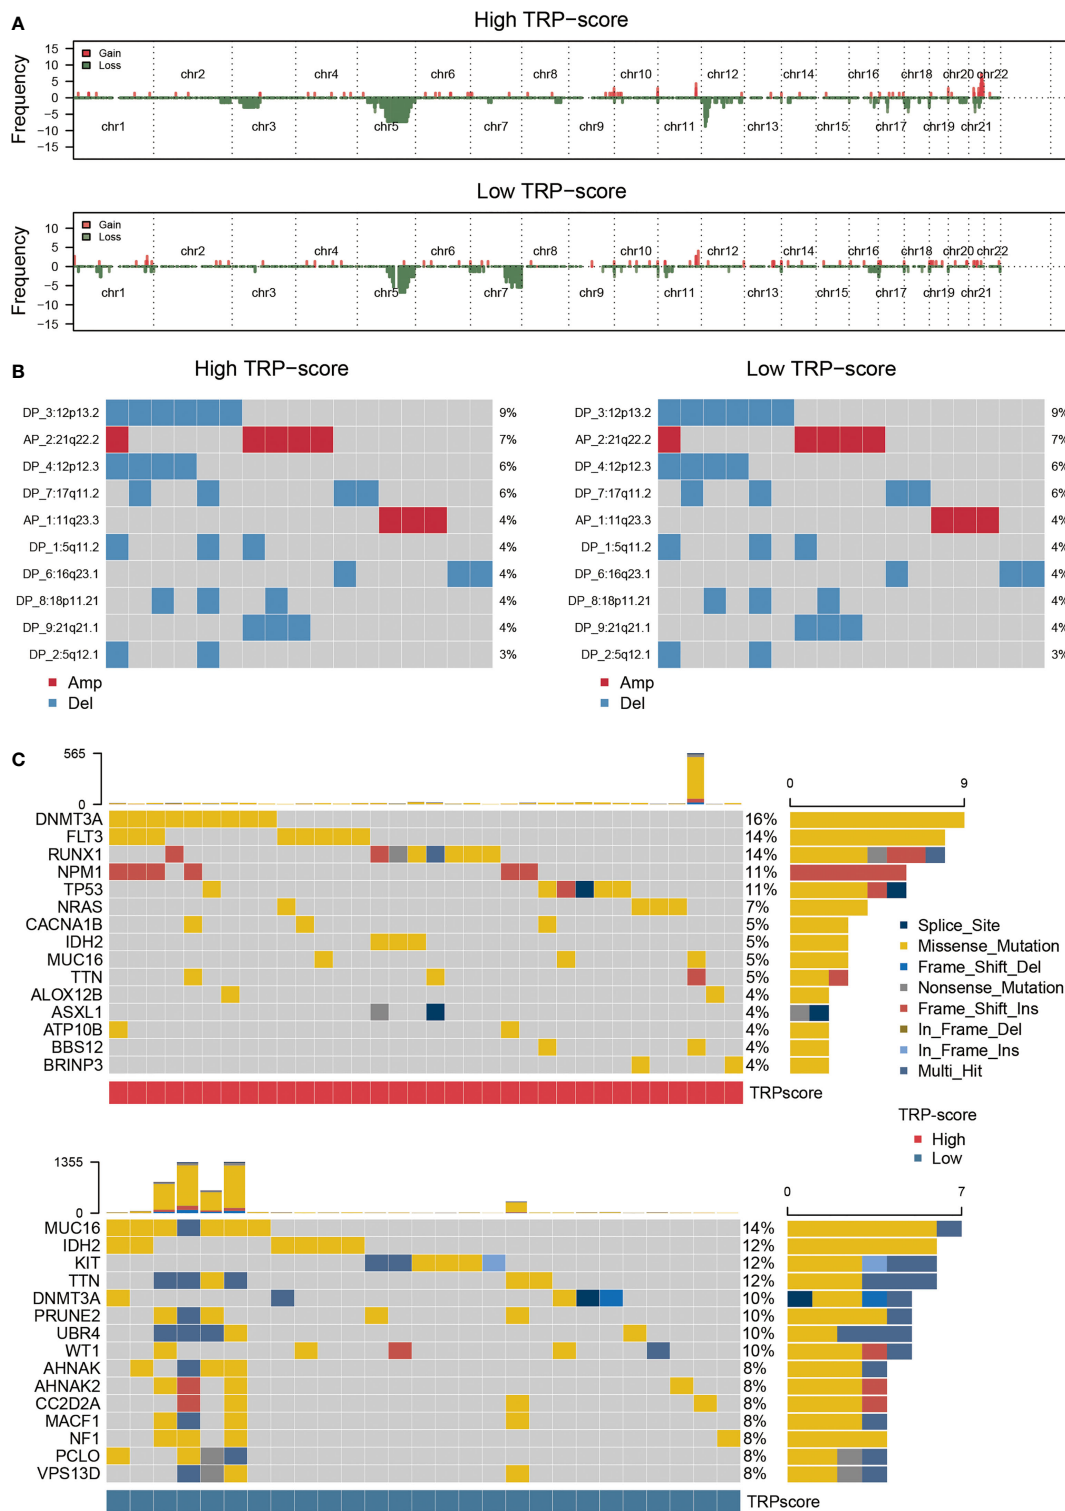 A
High TRP−score
Frequency
15
10
5
0
−5
−10
−15
Gain
Loss
chr2 chr4 chr6 chr8 chr10 chr12 chr14 chr16 chr18 chr20 chr22
chr1 chr3 chr5 chr7 chr9 chr11 chr13 chr15 chr17 chr19 chr21
Low TRP−score
Frequency
10
5
0
−5
−10
−15
Gain
Loss
chr2 chr4 chr6 chr8 chr10 chr12 chr14 chr16 chr18 chr20 chr22
chr1 chr3 chr5 chr7 chr9 chr11 chr13 chr15 chr17 chr19 chr21
B
High TRP−score
DP_3:12p13.2 9%
AP_2:21q22.2 7%
DP_4:12p12.3 6%
DP_7:17q11.2 6%
AP_1:11q23.3 4%
DP_1:5q11.2 4%
DP_6:16q23.1 4%
DP_8:18p11.21 4%
DP_9:21q21.1 4%
DP_2:5q12.1 3%
Amp
Del
Low TRP−score
DP_3:12p13.2 9%
AP_2:21q22.2 7%
DP_4:12p12.3 6%
DP_7:17q11.2 6%
AP_1:11q23.3 4%
DP_1:5q11.2 4%
DP_6:16q23.1 4%
DP_8:18p11.21 4%
DP_9:21q21.1 4%
DP_2:5q12.1 3%
Amp
Del
C
565
0
0 9
DNMT3A 16%
FLT3 14%
RUNX1 14%
NPM1 11%
TP53 11%
NRAS 7%
CACNA1B 5%
IDH2 5%
MUC16 5%
TTN 5%
ALOX12B 4%
ASXL1 4%
ATP10B 4%
BBS12 4%
BRINP3 4%
TRPscore
Splice_Site
Missense_Mutation
Frame_Shift_Del
Nonsense_Mutation
Frame_Shift_Ins
In_Frame_Del
In_Frame_Ins
Multi_Hit
TRP-score
High
Low
1355
0
0 7
MUC16 14%
IDH2 12%
KIT 12%
TTN 12%
DNMT3A 10%
PRUNE2 10%
UBR4 10%
WT1 10%
AHNAK 8%
AHNAK2 8%
CC2D2A 8%
MACF1 8%
NF1 8%
PCLO 8%
VPS13D 8%
TRPscore